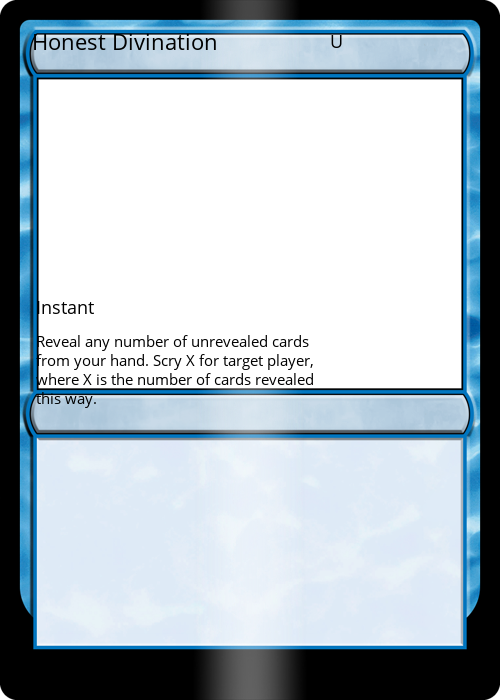 Honest Divination U
Instant
Reveal any number of unrevealed cards
from your hand. Scry X for target player,
where X is the number of cards revealed
this way.